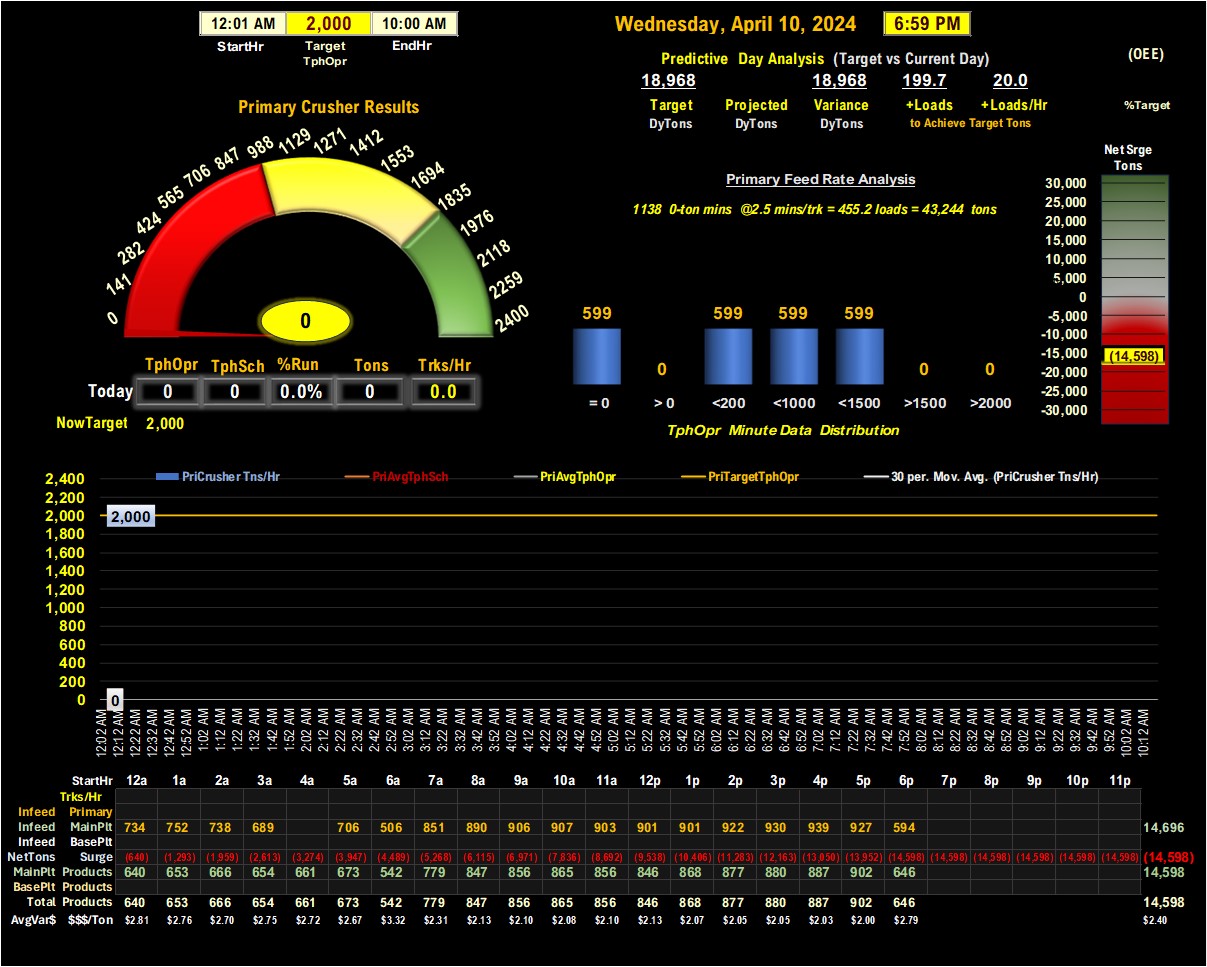 12:01 AM 2,000 10:00 AM
StartHr Target EndHr
TphOpr
Wednesday, April 10, 2024 6:59 PM
Predictive Day Analysis (Target vs Current Day)
(OEE)
18,968 18,968 199.7 20.0
Target Projected Variance +Loads +Loads/Hr
DyTons DyTons DyTons to Achieve Target Tons
%Target
Primary Crusher Results
0 141 282 424 565 706 847 988 1129 1271 1412 1553 1694 1835 1976 2118 2259 2400
0
TphOpr TphSch %Run Tons Trks/Hr
Today 0 0 0.0% 0 0.0
NowTarget 2,000
Primary Feed Rate Analysis
1138 0-ton mins @2.5 mins/trk = 455.2 loads = 43,244 tons
599 0 599 599 599 0 0
= 0 > 0 <200 <1000 <1500 >1500 >2000
TphOpr Minute Data Distribution
Net Srge
Tons
30,000
25,000
20,000
15,000
10,000
5,000
0
-5,000
-10,000
-15,000
(14,598)
-20,000
-25,000
-30,000
PriCrusher Tns/Hr PriAvgTphSch PriAvgTphOpr PriTargetTphOpr 30 per. Mov. Avg. (PriCrusher Tns/Hr)
2,400
2,200
2,000 2,000
1,800
1,600
1,400
1,200
1,000
800
600
400
200
0 0
12:02 AM 12:12 AM 12:22 AM 12:32 AM 12:42 AM 12:52 AM 1:02 AM 1:12 AM 1:22 AM 1:32 AM 1:42 AM 1:52 AM 2:02 AM 2:12 AM 2:22 AM 2:32 AM 2:42 AM 2:52 AM 3:02 AM 3:12 AM 3:22 AM 3:32 AM 3:42 AM 3:52 AM 4:02 AM 4:12 AM 4:22 AM 4:32 AM 4:42 AM 4:52 AM 5:02 AM 5:12 AM 5:22 AM 5:32 AM 5:42 AM 5:52 AM 6:02 AM 6:12 AM 6:22 AM 6:32 AM 6:42 AM 6:52 AM 7:02 AM 7:12 AM 7:22 AM 7:32 AM 7:42 AM 7:52 AM 8:02 AM 8:12 AM 8:22 AM 8:32 AM 8:42 AM 8:52 AM 9:02 AM 9:12 AM 9:22 AM 9:32 AM 9:42 AM 9:52 AM 10:02 AM 10:12 AM
StartHr 12a 1a 2a 3a 4a 5a 6a 7a 8a 9a 10a 11a 12p 1p 2p 3p 4p 5p 6p 7p 8p 9p 10p 11p
Trks/Hr
Infeed Primary
Infeed MainPlt 734 752 738 689 706 506 851 890 906 907 903 901 901 922 930 939 927 594 14,696
Infeed BasePlt
NetTons Surge (640) (1,293) (1,959) (2,613) (3,274) (3,947) (4,489) (5,268) (6,115) (6,971) (7,836) (8,692) (9,538) (10,406) (11,283) (12,163) (13,050) (13,952) (14,598) (14,598) (14,598) (14,598) (14,598) (14,598) (14,598)
MainPlt Products 640 653 666 654 661 673 542 779 847 856 865 856 846 868 877 880 887 902 646 14,598
BasePlt Products
Total Products 640 653 666 654 661 673 542 779 847 856 865 856 846 868 877 880 887 902 646 14,598
AvgVar$ $$$/Ton $2.81 $2.76 $2.70 $2.75 $2.72 $2.67 $3.32 $2.31 $2.13 $2.10 $2.08 $2.10 $2.13 $2.07 $2.05 $2.05 $2.03 $2.00 $2.79 $2.40